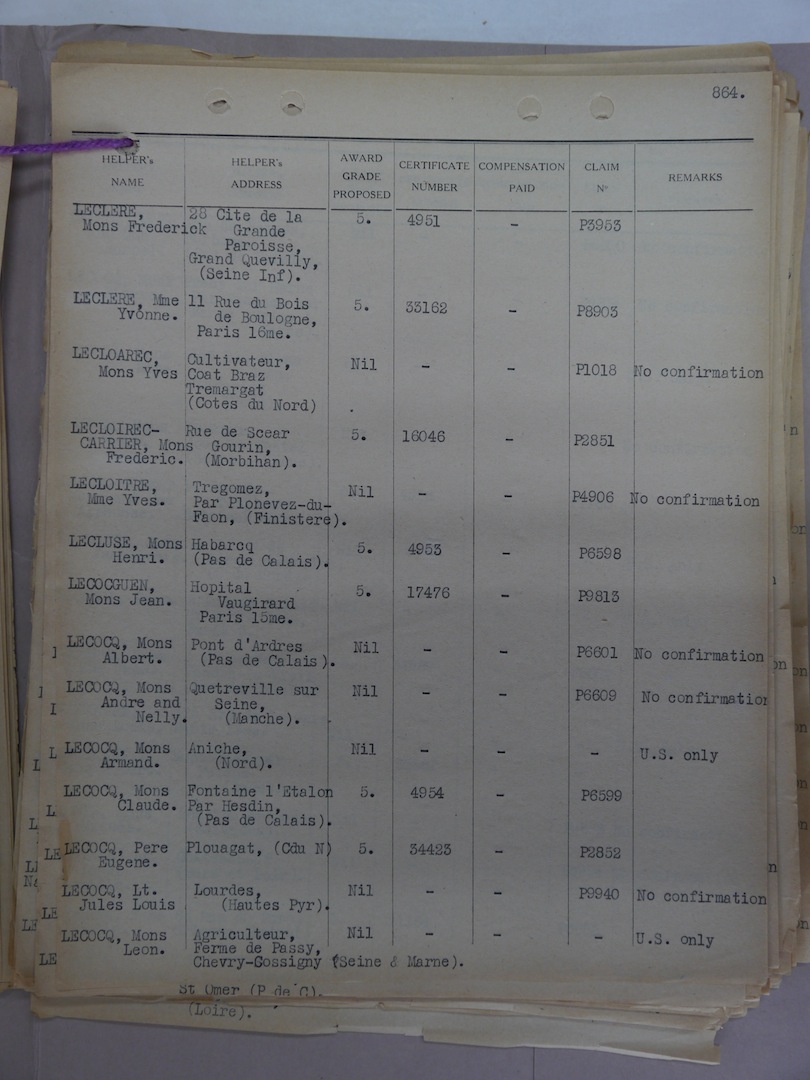 864.
HELPER's NAME | HELPER's ADDRESS | AWARD GRADE PROPOSED | CERTIFICATE NUMBER | COMPENSATION PAID | CLAIM Nº | REMARKS
LECLERE, 28 Cite de la 5. 4951 - P3953
Mons Frederick Grande
Paroisse,
Grand Quevilly,
(Seine Inf).
LECLERE, Mme 11 Rue du Bois 5. 33162 - P8903
Yvonne. de Boulogne,
Paris 16me.
LECLOAREC, Cultivateur, Nil - - P1018 No confirmation
Mons Yves Coat Braz
Tremargat
(Cotes du Nord)
LECLOIREC- Rue de Scear 5. 16046 - P2851
CARRIER, Mons Gourin,
Frederic. (Morbihan).
LECLOITRE, Tregomez, Nil - - P4906 No confirmation
Mme Yves. Par Plonevez-du-
Faon, (Finistere).
LECLUSE, Mons Habarcq 5. 4953 - P6598
Henri. (Pas de Calais).
LECOCGUEN, Hopital 5. 17476 - P9813
Mons Jean. Vaugirard
Paris 15me.
LECOCQ, Mons Pont d'Ardres Nil - - P6601 No confirmation
Albert. (Pas de Calais).
LECOCQ, Mons Quetreville sur Nil - - P6609 No confirmation
Andre and Seine,
Nelly. (Manche).
LECOCQ, Mons Aniche, Nil - - - U.S. only
Armand. (Nord).
LECOCQ, Mons Fontaine l'Etalon 5. 4954 - P6599
Claude. Par Hesdin,
(Pas de Calais).
LECOCQ, Pere Plouagat, (Cdu N) 5. 34423 - P2852
Eugene.
LECOCQ, Lt. Lourdes, Nil - - P9940 No confirmation
Jules Louis (Hautes Pyr).
LECOCQ, Mons Agriculteur, Nil - - - U.S. only
Leon. Ferme de Passy,
Chevry-Gossigny (Seine & Marne).
St Omer (P de C).
(Loire).